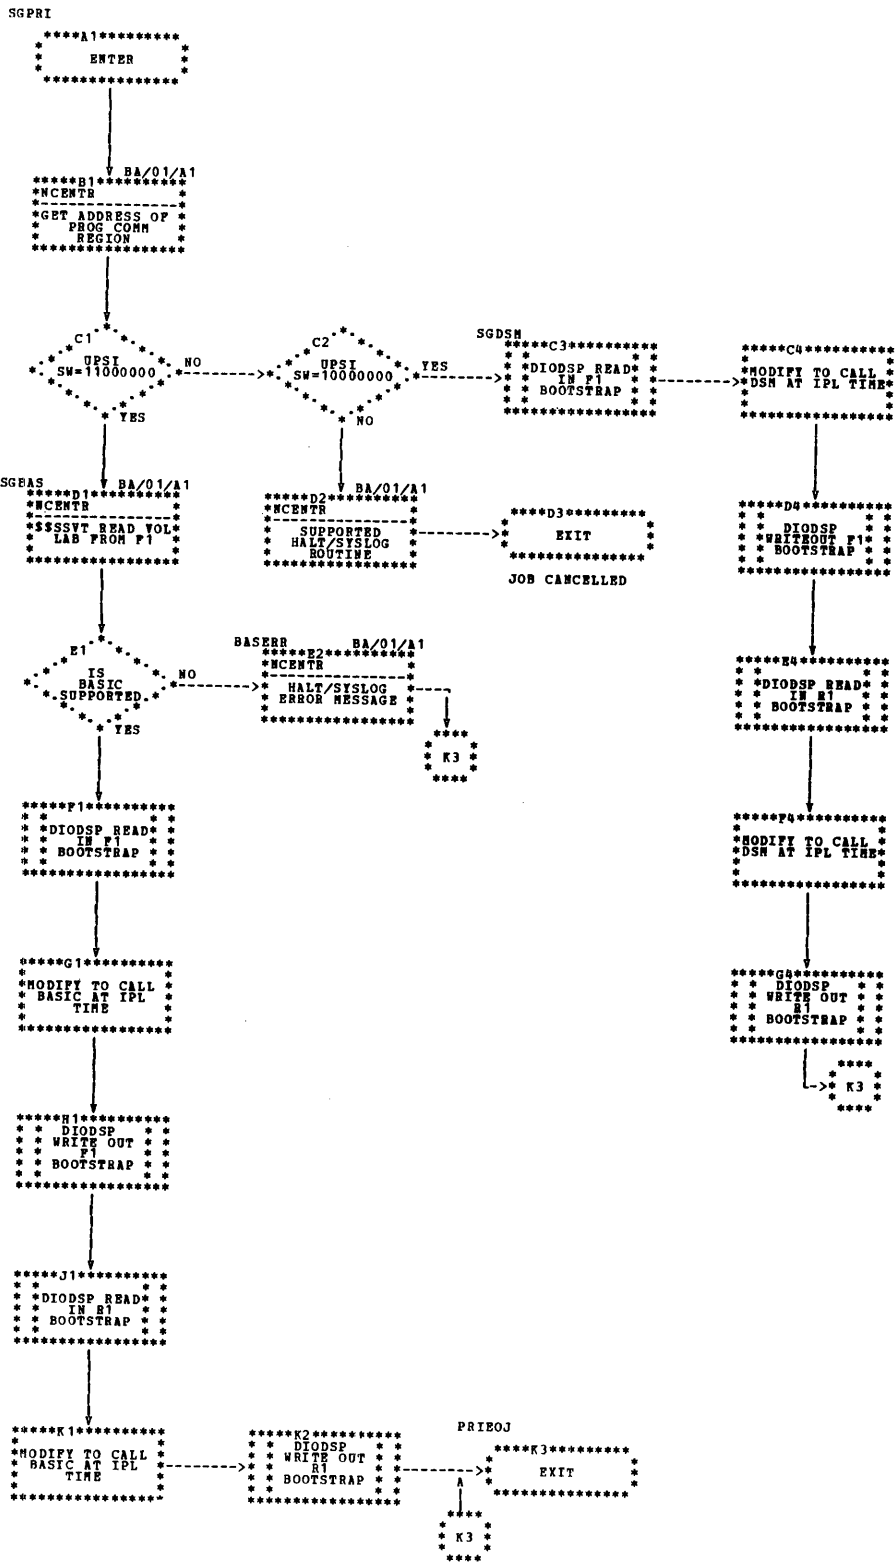 SGPRI
A1
ENTER
BA/01/A1
B1
NCENTR
GET ADDRESS OF
PROG COMM
REGION
C1
UPSI
SW=11000000
NO
YES
C2
UPSI
SW=10000000
YES
NO
SGDSM
C3
DIODSP READ
IN F1
BOOTSTRAP
C4
MODIFY TO CALL
DSM AT IPL TIME
SGBAS
BA/01/A1
D1
NCENTR
$$SSVT READ VOL
LAB FROM F1
BA/01/A1
D2
NCENTR
SUPPORTED
HALT/SYSLOG
ROUTINE
D3
EXIT
JOB CANCELLED
D4
DIODSP
WRITEOUT F1
BOOTSTRAP
E1
IS
BASIC
SUPPORTED
NO
YES
BASERR
BA/01/A1
E2
NCENTR
HALT/SYSLOG
ERROR MESSAGE
K3
E4
DIODSP READ
IN R1
BOOTSTRAP
F1
DIODSP READ
IN F1
BOOTSTRAP
F4
MODIFY TO CALL
DSM AT IPL TIME
G1
MODIFY TO CALL
BASIC AT IPL
TIME
G4
DIODSP
WRITE OUT
R1
BOOTSTRAP
K3
H1
DIODSP
WRITE OUT
F1
BOOTSTRAP
J1
DIODSP READ
IN R1
BOOTSTRAP
K1
MODIFY TO CALL
BASIC AT IPL
TIME
K2
DIODSP
WRITE OUT
R1
BOOTSTRAP
PRIEOJ
K3
EXIT
K3